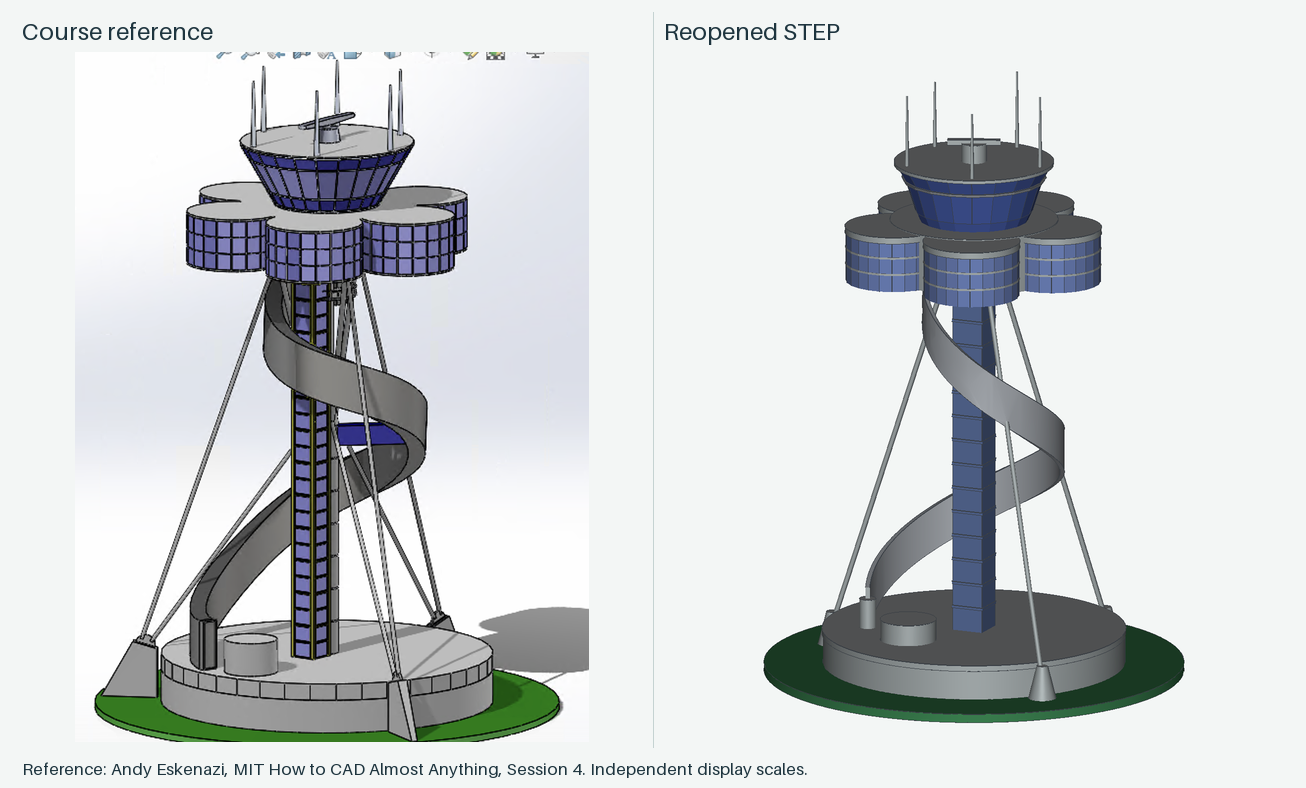 Course reference
Reopened STEP
Reference: Andy Eskenazi, MIT How to CAD Almost Anything, Session 4. Independent display scales.